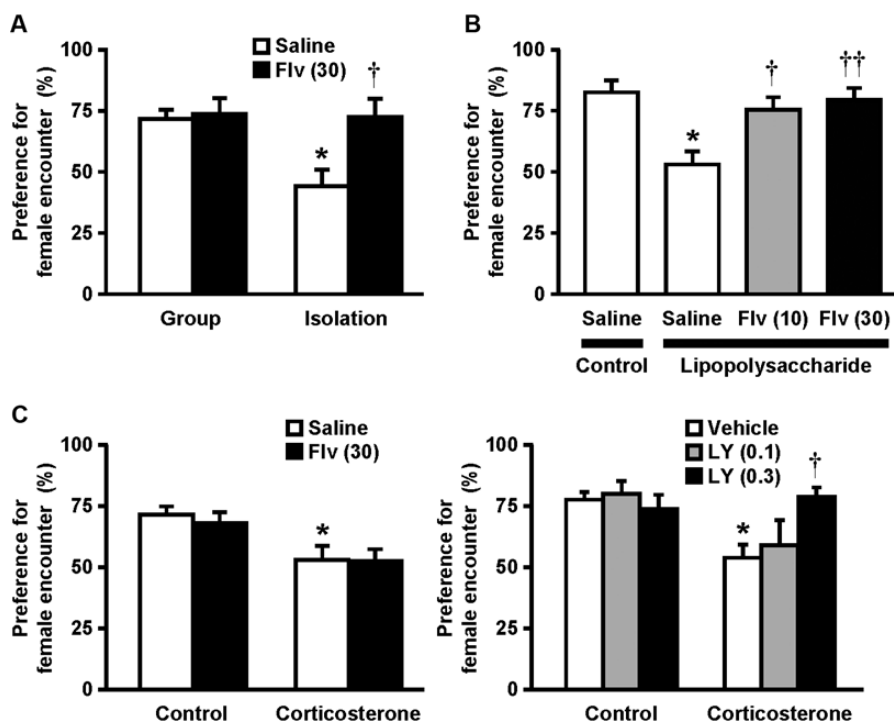 A
Preference for
female encounter (%)
100
75
50
25
0
Saline
Flv (30)
*
†
Group
Isolation
B
Preference for
female encounter (%)
100
75
50
25
0
*
†
††
Saline
Saline
Flv (10)
Flv (30)
Control
Lipopolysaccharide
C
Preference for
female encounter (%)
100
75
50
25
0
Saline
Flv (30)
*
Control
Corticosterone
Preference for
female encounter (%)
100
75
50
25
0
Vehicle
LY (0.1)
LY (0.3)
*
†
Control
Corticosterone